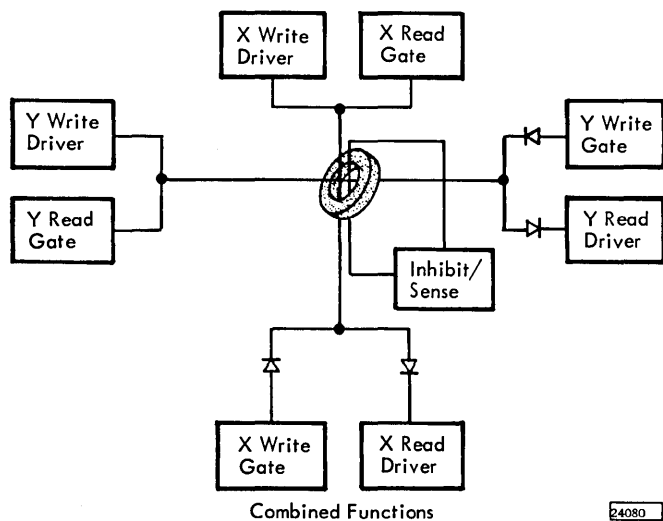 X Write
Driver
X Read
Gate
Y Write
Driver
Y Read
Gate
Y Write
Gate
Y Read
Driver
Inhibit/
Sense
X Write
Gate
X Read
Driver
Combined Functions
24080